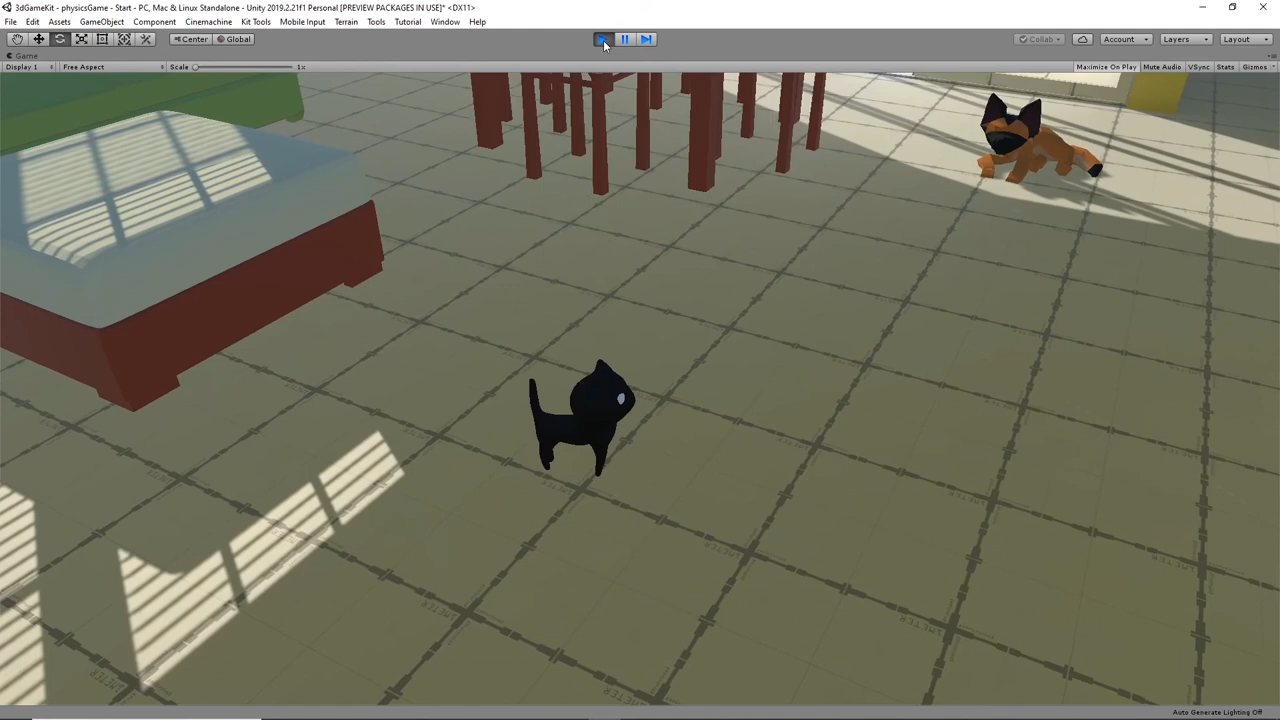 3dGameKit - physicsGame - Start - PC, Mac & Linux Standalone - Unity 2019.2.21f1 Personal [PREVIEW PACKAGES IN USE]* <DX11>
File Edit Assets GameObject Component Cinemachine Kit Tools Mobile Input Terrain Tools Tutorial Window Help
Center Global Collab Account Layers Layout
Game
Display 1 Free Aspect Scale 1x Maximize On Play Mute Audio VSync Stats Gizmos
Auto Generate Lighting Off